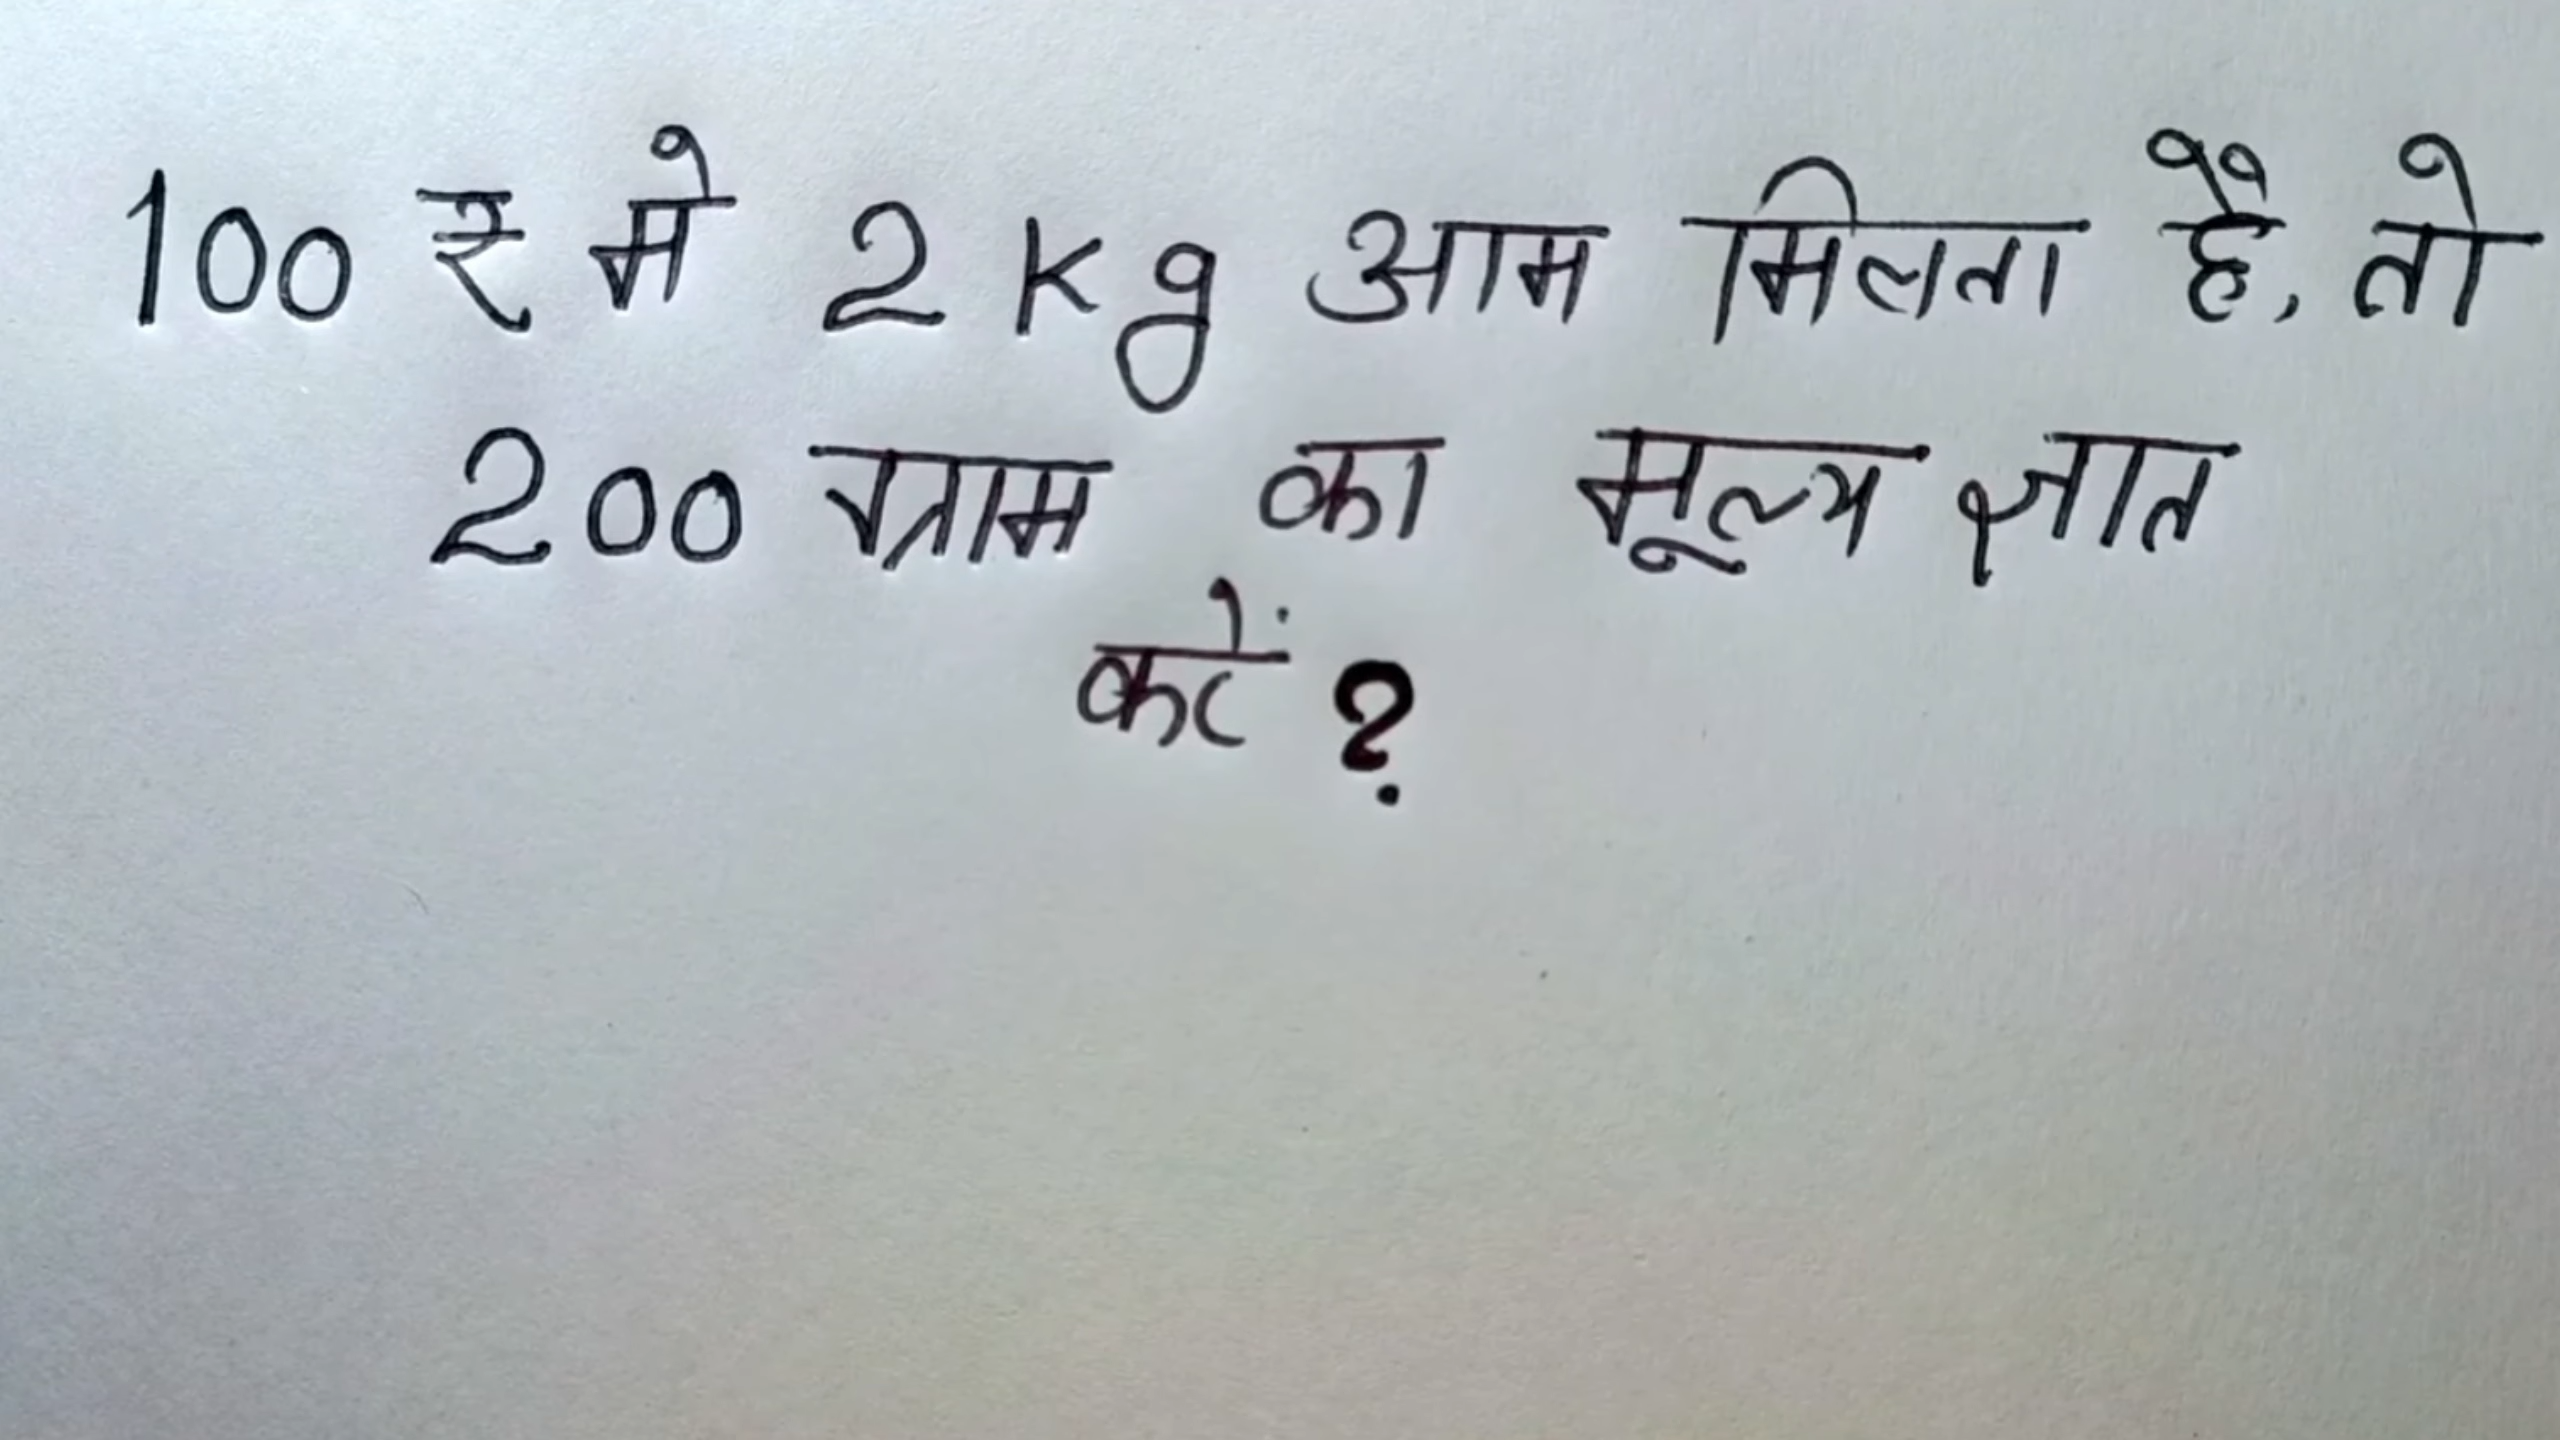 100 ₹ मे 2 kg आम मिलता है, तो
200 ग्राम का मूल्य ज्ञात
करें ?